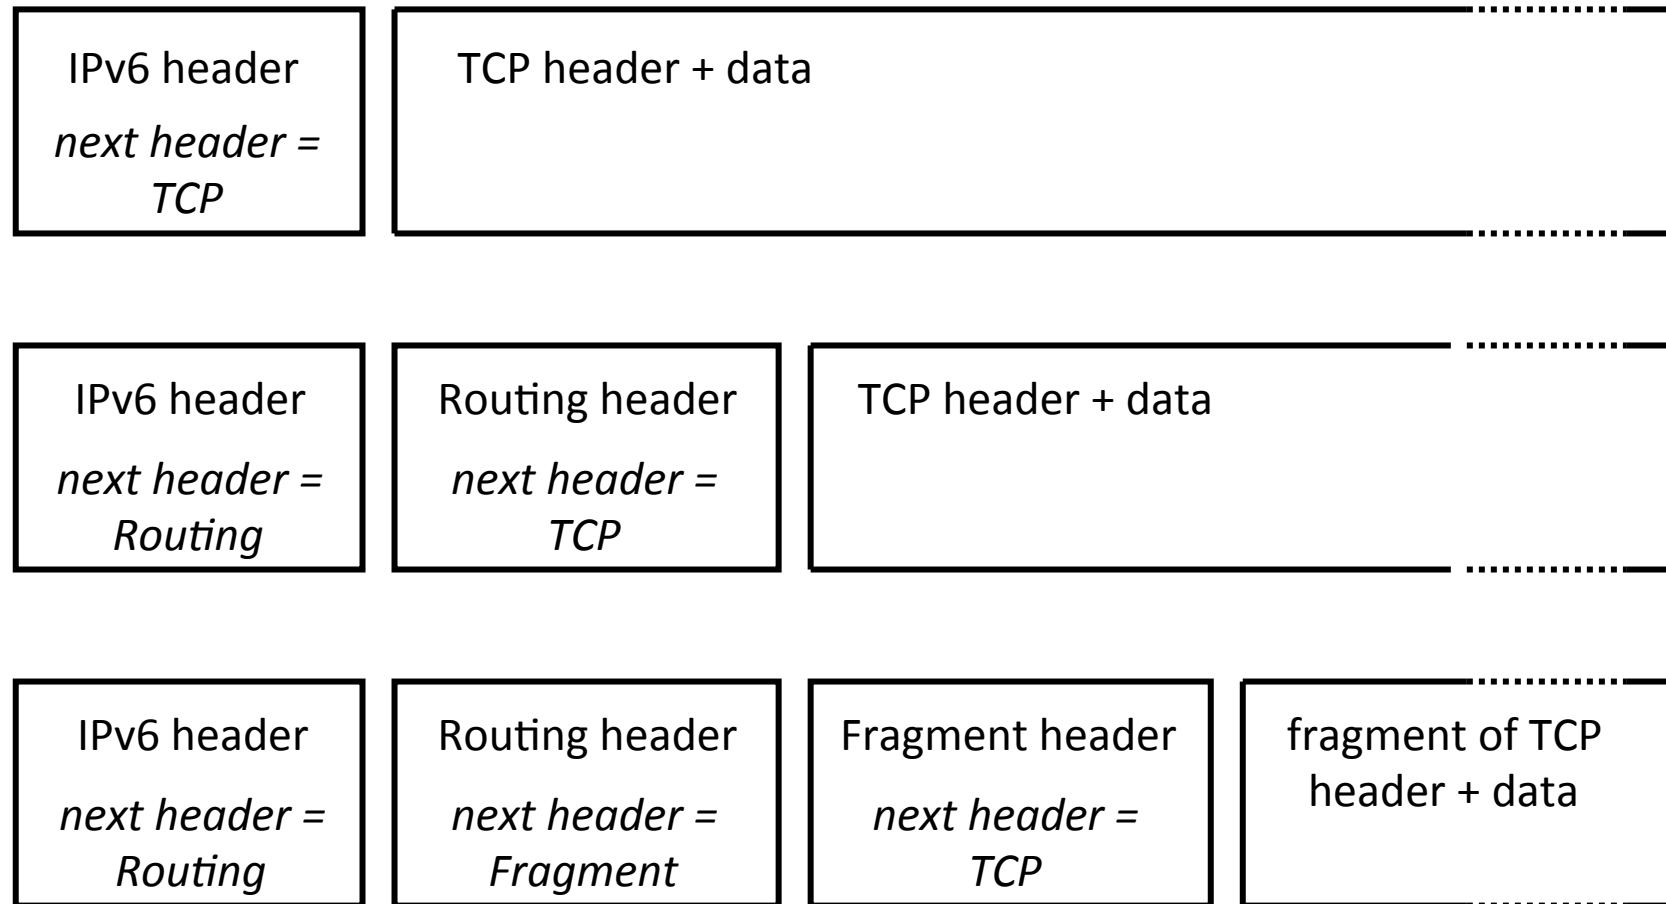 IPv6 header
next header =
TCP
TCP header + data
IPv6 header
next header =
Routing
Routing header
next header =
TCP
TCP header + data
IPv6 header
next header =
Routing
Routing header
next header =
Fragment
Fragment header
next header =
TCP
fragment of TCP
header + data